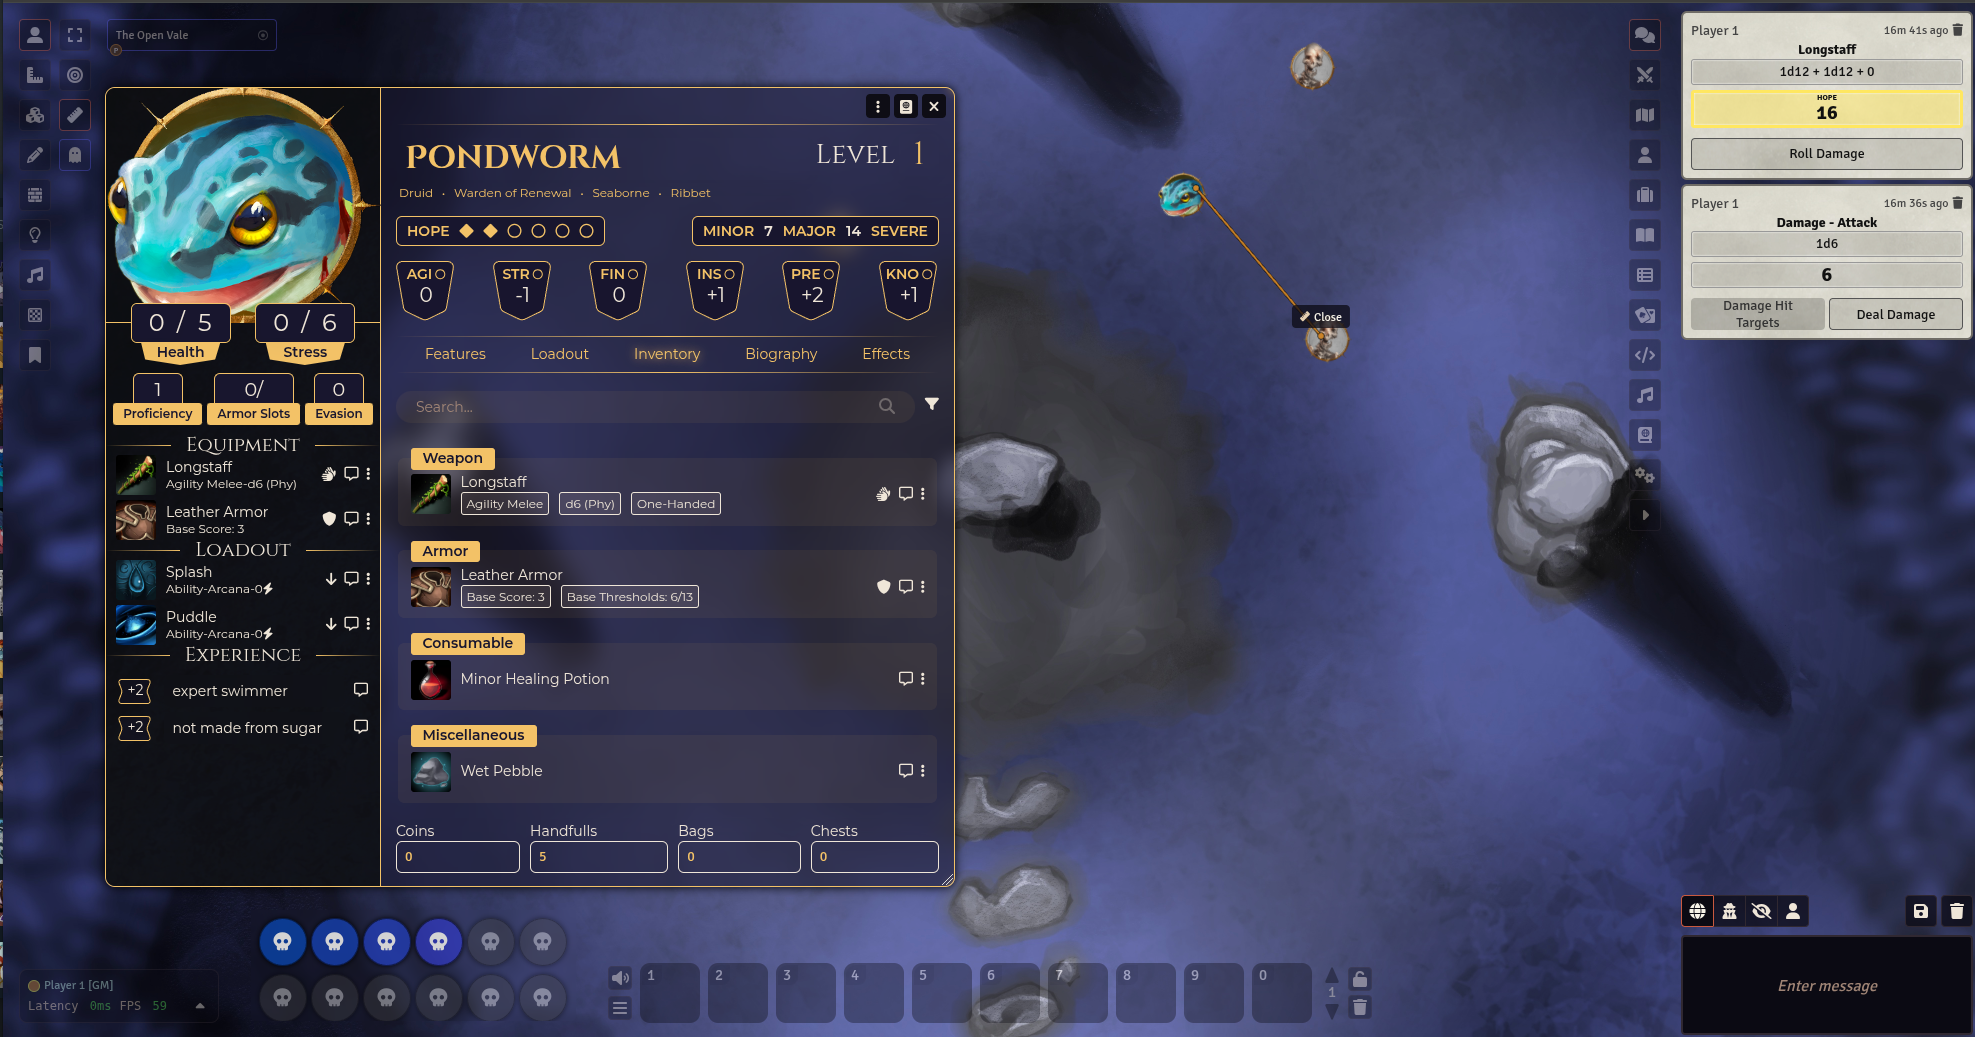 The Open Vale
P
PONDWORM
LEVEL 1
Druid • Warden of Renewal • Seaborne • Ribbet
HOPE
MINOR 7 MAJOR 14 SEVERE
AGI STR FIN INS PRE KNO
0 -1 0 +1 +2 +1
0 / 5
Health
0 / 6
Stress
1
Proficiency
0/
Armor Slots
0
Evasion
EQUIPMENT
Longstaff
Agility Melee-d6 (Phy)
Leather Armor
Base Score: 3
LOADOUT
Splash
Ability-Arcana-0
Puddle
Ability-Arcana-0
EXPERIENCE
+2 expert swimmer
+2 not made from sugar
Features Loadout Inventory Biography Effects
Search...
Weapon
Longstaff
Agility Melee d6 (Phy) One-Handed
Armor
Leather Armor
Base Score: 3 Base Thresholds: 6/13
Consumable
Minor Healing Potion
Miscellaneous
Wet Pebble
Coins Handfulls Bags Chests
0 5 0 0
Close
Player 1 16m 41s ago
Longstaff
1d12 + 1d12 + 0
HOPE
16
Roll Damage
Player 1 16m 36s ago
Damage - Attack
1d6
6
Damage Hit
Targets
Deal Damage
Player 1 [GM]
Latency 0ms FPS 59
1 2 3 4 5 6 7 8 9 0
1
Enter message